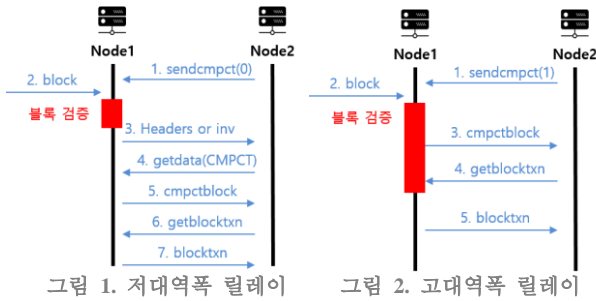 Node1
Node2
1. sendcmpct(0)
2. block
블록 검증
3. Headers or inv
4. getdata(CMPCT)
5. cmpctblock
6. getblocktxn
7. blocktxn
그림 1. 저대역폭 릴레이
Node1
Node2
1. sendcmpct(1)
2. block
블록 검증
3. cmpctblock
4. getblocktxn
5. blocktxn
그림 2. 고대역폭 릴레이